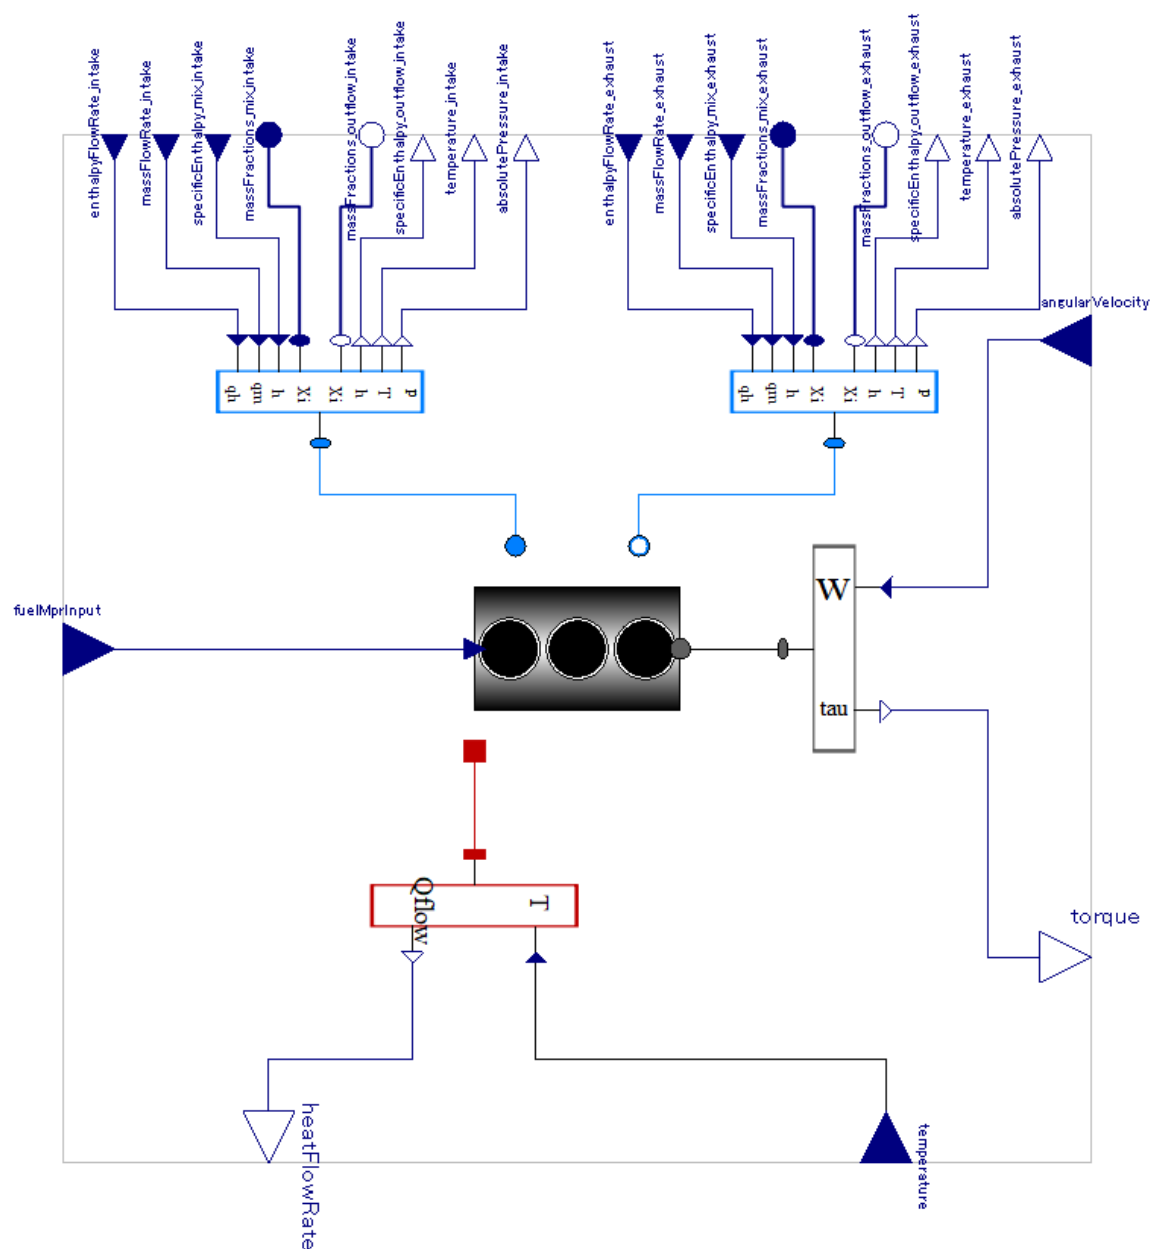 enthalpyFlowRate_intake
massFlowRate_intake
specificEnthalpy_mix_intake
massFractions_mix_intake
massFractions_outflow_intake
specificEnthalpy_outflow_intake
temperature_intake
absolutePressure_intake
enthalpyFlowRate_exhaust
massFlowRate_exhaust
specificEnthalpy_mix_exhaust
massFractions_mix_exhaust
massFractions_outflow_exhaust
specificEnthalpy_outflow_exhaust
temperature_exhaust
absolutePressure_exhaust
angularVelocity
qh
qm
h
Xi
Xi
h
T
P
qh
qm
h
Xi
Xi
h
T
P
fuelMprInput
W
tau
Qflow
T
torque
heatFlowRate
temperature